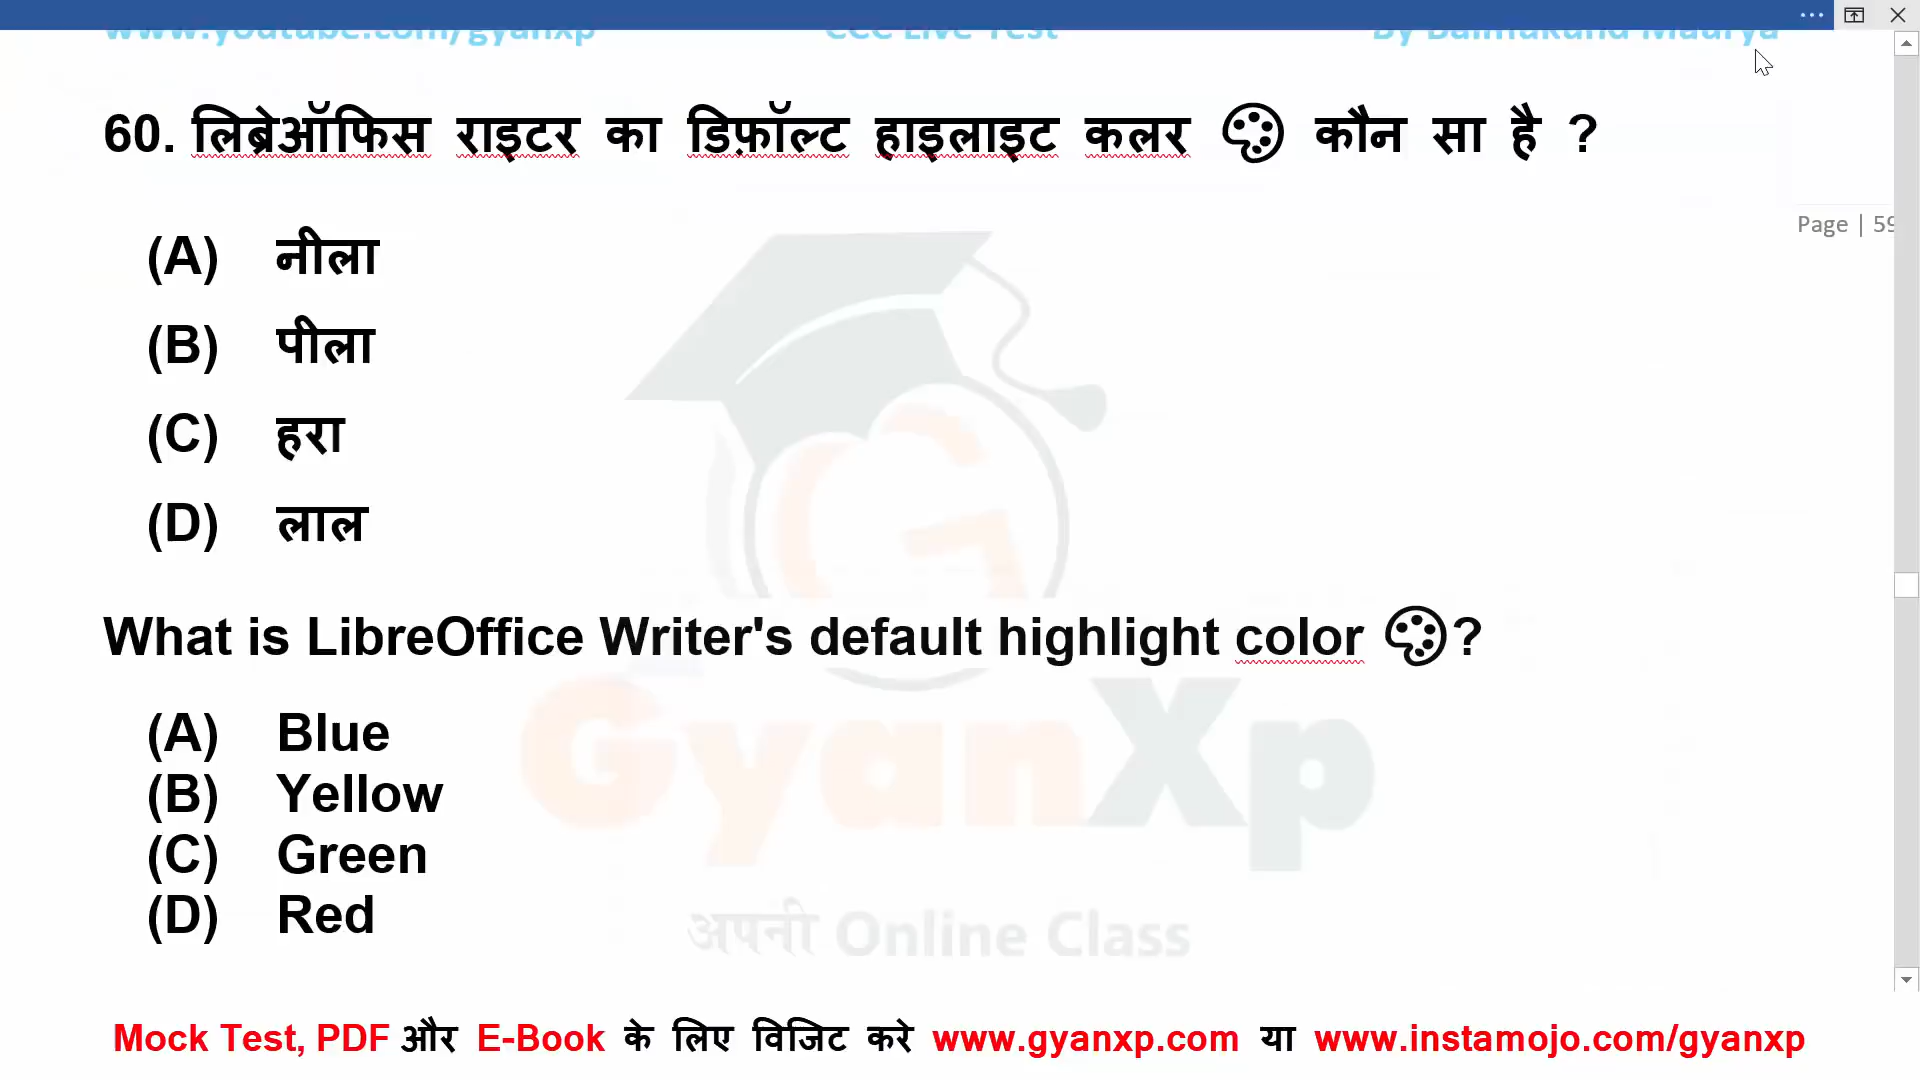 www.youtube.com/gyanxp CCC Live Test By Balmukund Maurya
60. लिब्रेऑफिस राइटर का डिफ़ॉल्ट हाइलाइट कलर कौन सा है ?
Page | 59
(A) नीला
(B) पीला
(C) हरा
(D) लाल
What is LibreOffice Writer's default highlight color ?
(A) Blue
(B) Yellow
(C) Green
(D) Red
GyanXp
अपनी Online Class
Mock Test, PDF और E-Book के लिए विजिट करे www.gyanxp.com या www.instamojo.com/gyanxp